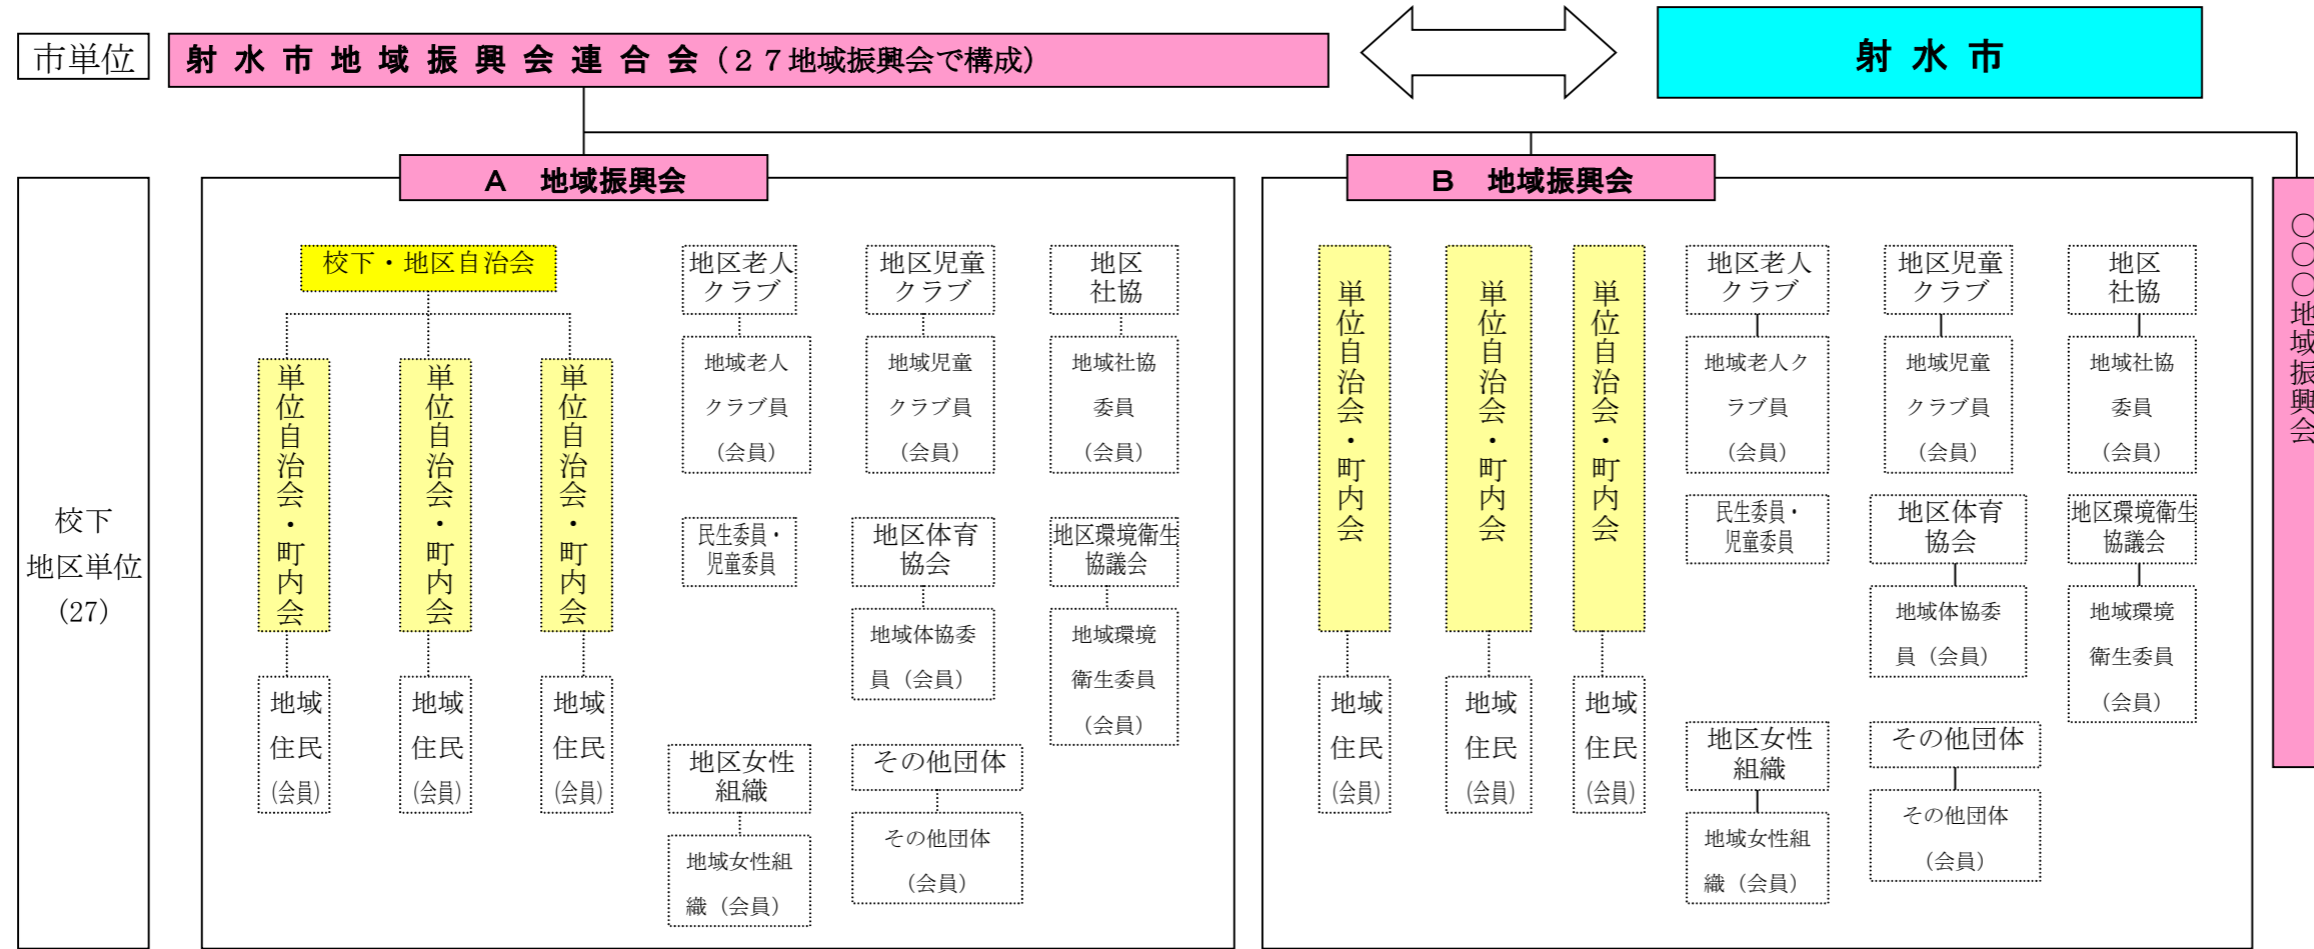 市単位
射水市地域振興会連合会(27地域振興会で構成)
射水市
校下
地区単位
(27)
A 地域振興会
校下・地区自治会
単位自治会・町内会
単位自治会・町内会
単位自治会・町内会
地域
住民
(会員)
地域
住民
(会員)
地域
住民
(会員)
地区老人
クラブ
地域老人
クラブ員
(会員)
地区児童
クラブ
地域児童
クラブ員
(会員)
地区
社協
地域社協
委員
(会員)
民生委員・
児童委員
地区体育
協会
地域体協委
員(会員)
地区環境衛生
協議会
地域環境
衛生委員
(会員)
地区女性
組織
地域女性組
織(会員)
その他団体
その他団体
(会員)
B 地域振興会
単位自治会・町内会
単位自治会・町内会
単位自治会・町内会
地域
住民
(会員)
地域
住民
(会員)
地域
住民
(会員)
地区老人
クラブ
地域老人ク
ラブ員
(会員)
地区児童
クラブ
地域児童
クラブ員
(会員)
地区
社協
地域社協
委員
(会員)
民生委員・
児童委員
地区体育
協会
地域体協委
員(会員)
地区環境衛生
協議会
地域環境
衛生委員
(会員)
地区女性
組織
地域女性組
織(会員)
その他団体
その他団体
(会員)
○○○地域振興会